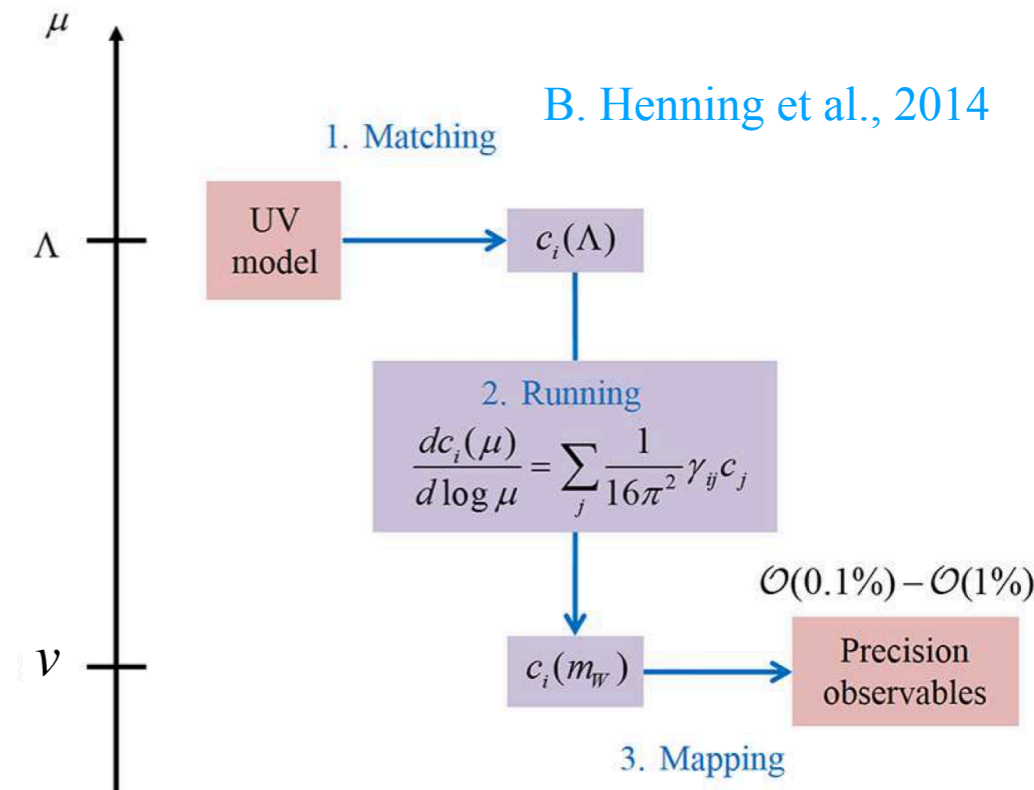 μ
B. Henning et al., 2014
1. Matching
Λ
UV
model
c_i(Λ)
2. Running
dc_i(μ)/d log μ = ∑_j 1/(16π²) γ_ij c_j
𝒪(0.1%) – 𝒪(1%)
v
c_i(m_W)
Precision
observables
3. Mapping